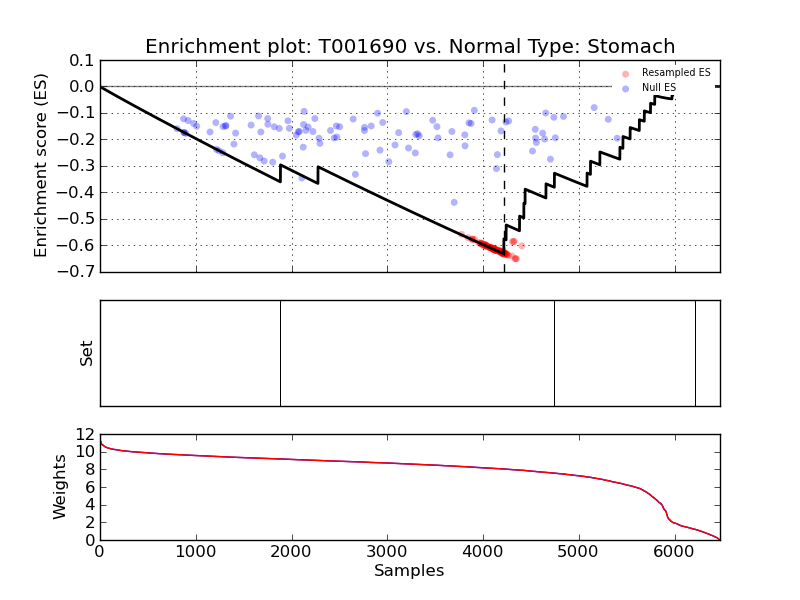 Enrichment plot: T001690 vs. Normal Type: Stomach
Enrichment score (ES)
0.1
0.0
−0.1
−0.2
−0.3
−0.4
−0.5
−0.6
−0.7
Resampled ES
Null ES
Set
Weights
12
10
8
6
4
2
0
0 1000 2000 3000 4000 5000 6000
Samples